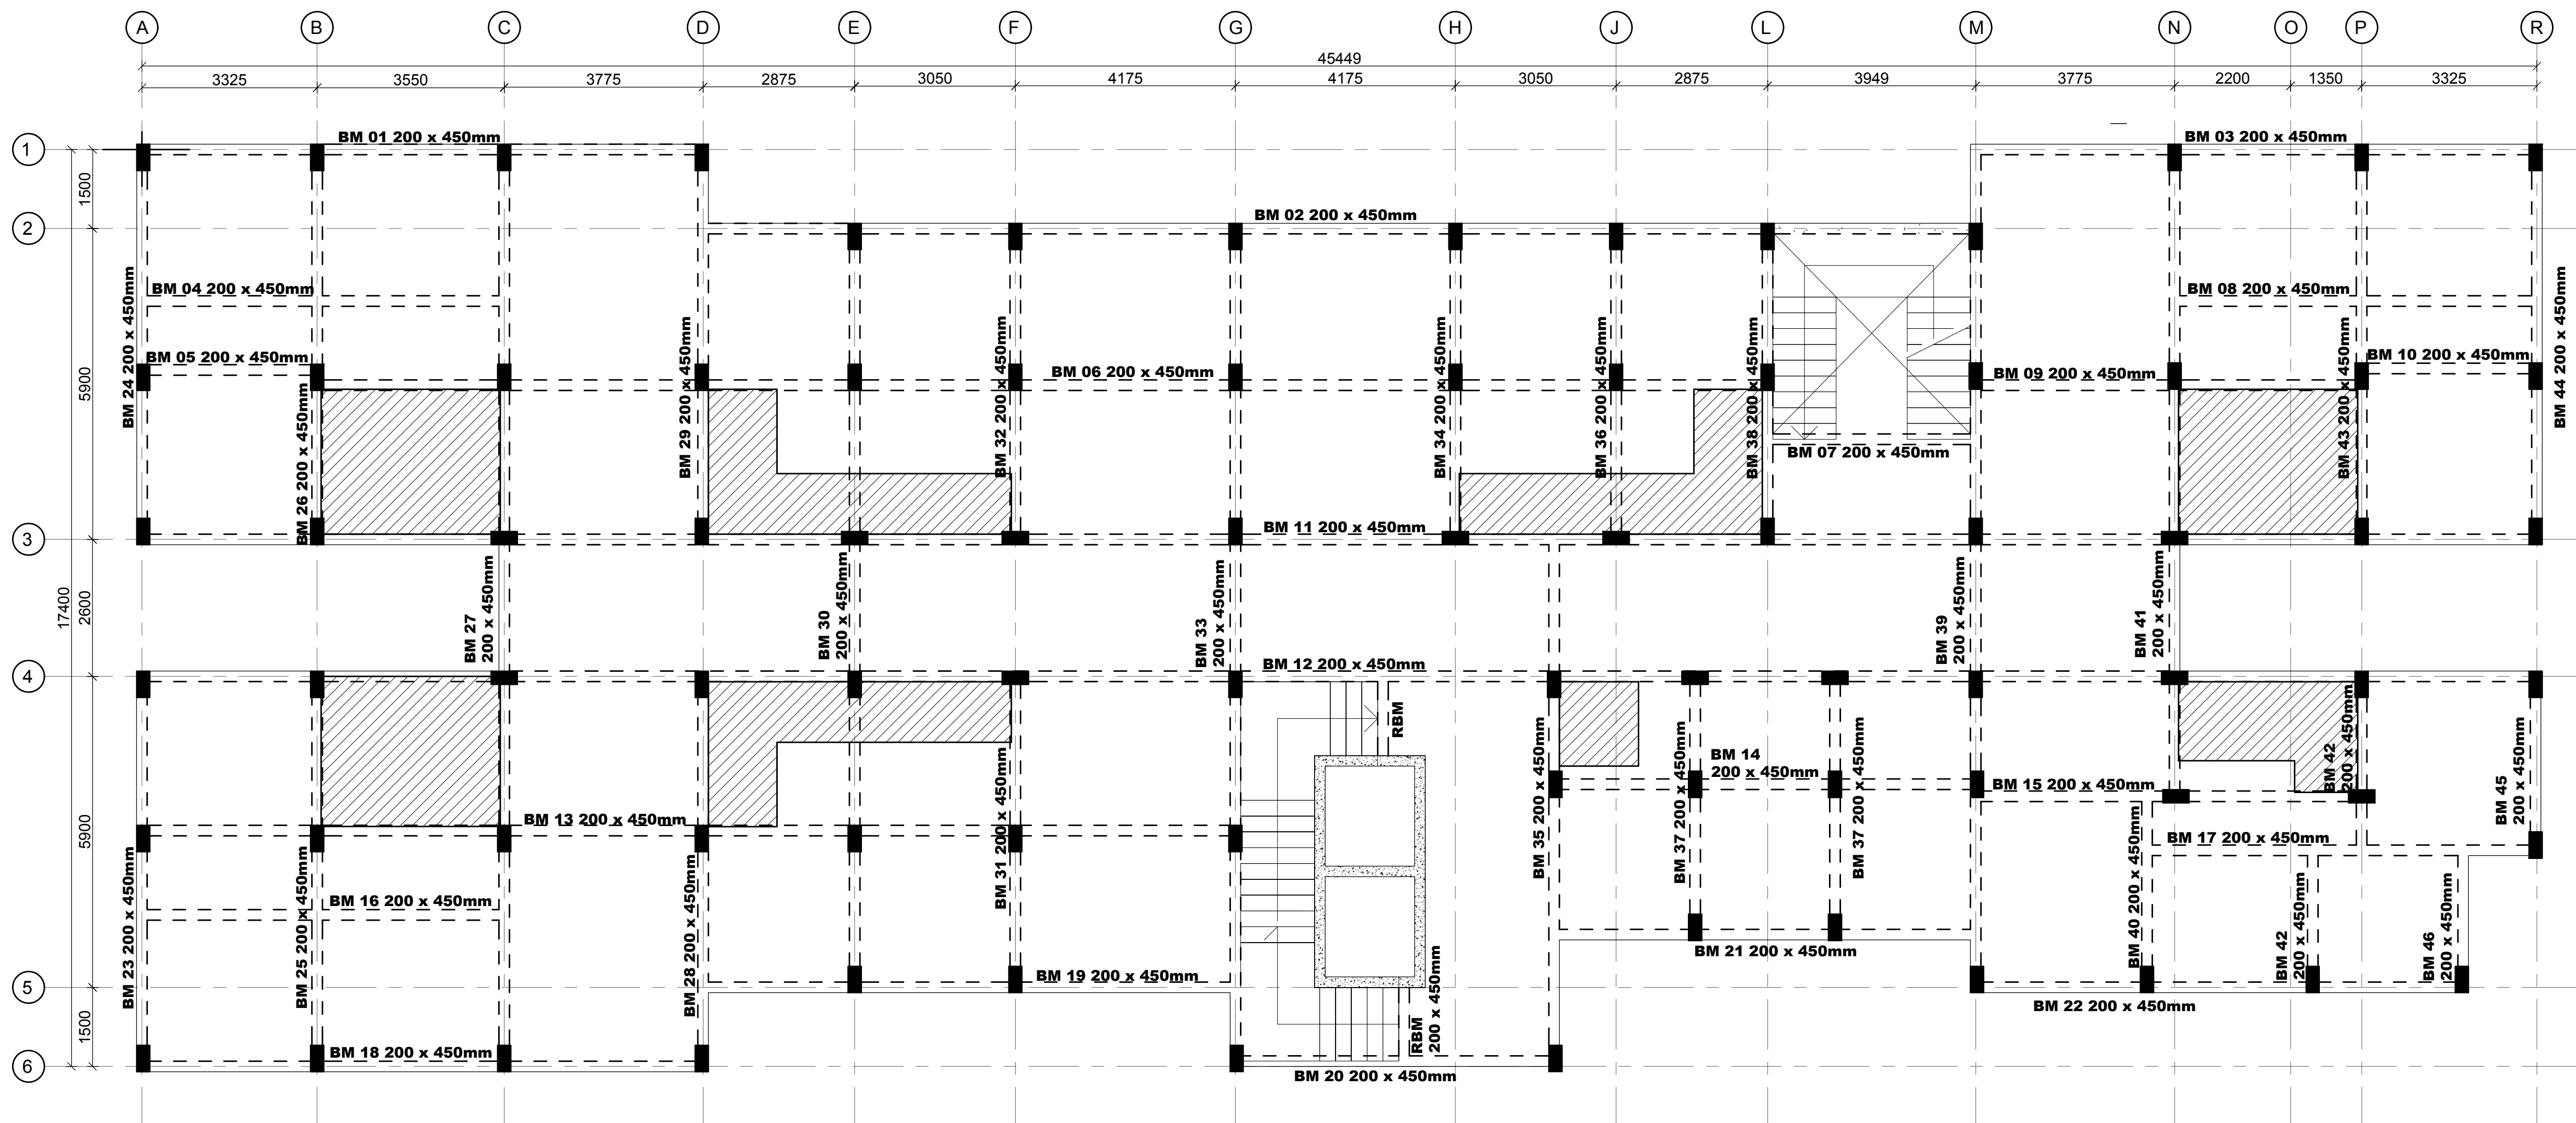 A B C D E F G H J L M N O P R
45449
3325 3550 3775 2875 3050 4175 4175 3050 2875 3949 3775 2200 1350 3325
1
2
3
4
5
6
1500
5900
2600
17400
5900
1500
BM 01 200 x 450mm
BM 03 200 x 450mm
BM 02 200 x 450mm
BM 04 200 x 450mm
BM 08 200 x 450mm
BM 05 200 x 450mm
BM 06 200 x 450mm
BM 09 200 x 450mm
BM 10 200 x 450mm
BM 24 200 x 450mm
BM 26 200 x 450mm
BM 29 200 x 450mm
BM 32 200 x 450mm
BM 34 200 x 450mm
BM 36 200 x 450mm
BM 38 200 x 450mm
BM 43 200 x 450mm
BM 44 200 x 450mm
BM 07 200 x 450mm
BM 11 200 x 450mm
BM 27
200 x 450mm
BM 30
200 x 450mm
BM 33
200 x 450mm
BM 39
200 x 450mm
BM 41
200 x 450mm
BM 12 200 x 450mm
RBM
BM 14
200 x 450mm
BM 15 200 x 450mm
BM 42
200 x 450mm
BM 45
200 x 450mm
BM 13 200 x 450mm
BM 31 200 x 450mm
BM 35 200 x 450mm
BM 37 200 x 450mm
BM 37 200 x 450mm
BM 17 200 x 450mm
BM 16 200 x 450mm
BM 23 200 x 450mm
BM 25 200 x 450mm
BM 28 200 x 450mm
BM 40 200 x 450mm
BM 42
200 x 450mm
BM 46
200 x 450mm
BM 19 200 x 450mm
BM 21 200 x 450mm
BM 22 200 x 450mm
RBM
200 x 450mm
BM 18 200 x 450mm
BM 20 200 x 450mm